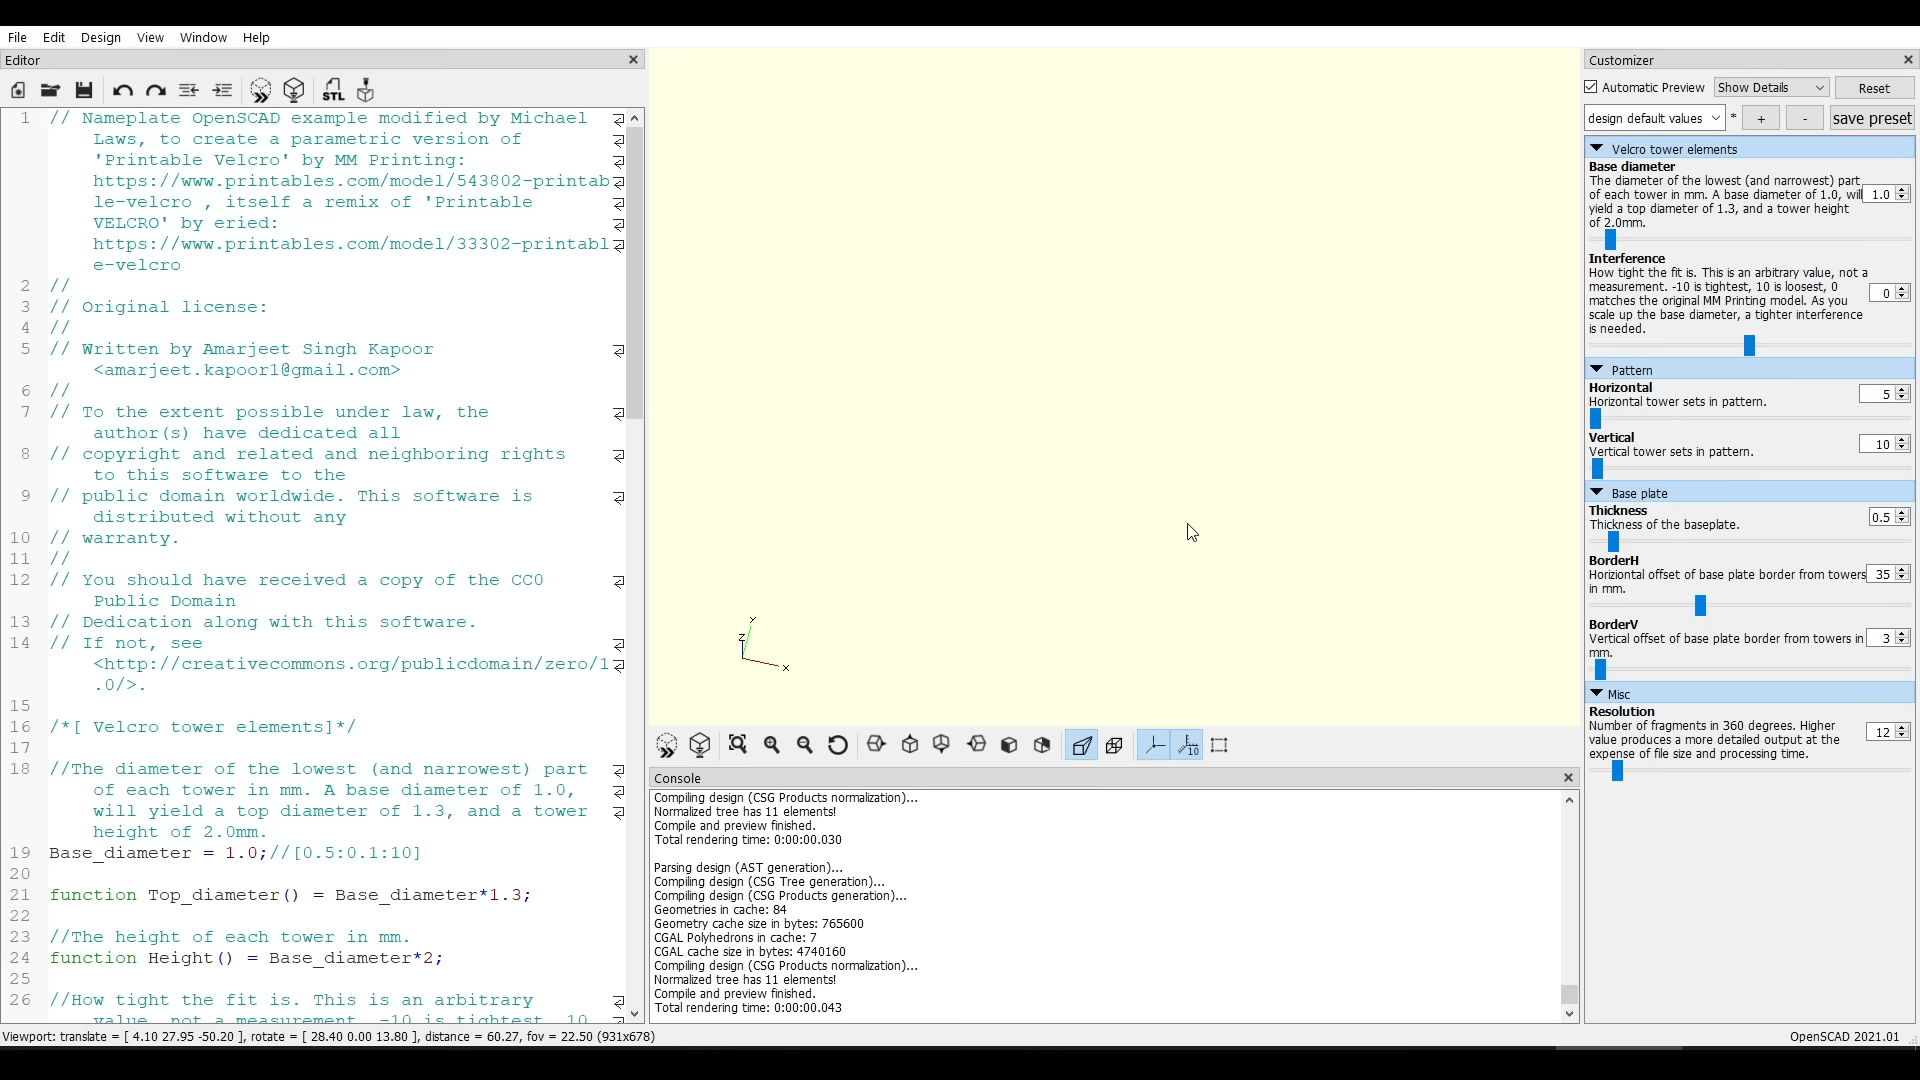 File Edit Design View Window Help
Editor
STL
1 // Nameplate OpenSCAD example modified by Michael
Laws, to create a parametric version of
'Printable Velcro' by MM Printing:
https://www.printables.com/model/543802-printab
le-velcro , itself a remix of 'Printable
VELCRO' by eried:
https://www.printables.com/model/33302-printabl
e-velcro
2 //
3 // Original license:
4 //
5 // Written by Amarjeet Singh Kapoor
<amarjeet.kapoor1@gmail.com>
6 //
7 // To the extent possible under law, the
author(s) have dedicated all
8 // copyright and related and neighboring rights
to this software to the
9 // public domain worldwide. This software is
distributed without any
10 // warranty.
11 //
12 // You should have received a copy of the CC0
Public Domain
13 // Dedication along with this software.
14 // If not, see
<http://creativecommons.org/publicdomain/zero/1
.0/>.
15
16 /*[ Velcro tower elements]*/
17
18 //The diameter of the lowest (and narrowest) part
of each tower in mm. A base diameter of 1.0,
will yield a top diameter of 1.3, and a tower
height of 2.0mm.
19 Base_diameter = 1.0;//[0.5:0.1:10]
20
21 function Top_diameter() = Base_diameter*1.3;
22
23 //The height of each tower in mm.
24 function Height() = Base_diameter*2;
25
26 //How tight the fit is. This is an arbitrary
value, not a measurement. -10 is tightest, 10
Y
Z
X
10
Console
Compiling design (CSG Products normalization)...
Normalized tree has 11 elements!
Compile and preview finished.
Total rendering time: 0:00:00.030
Parsing design (AST generation)...
Compiling design (CSG Tree generation)...
Compiling design (CSG Products generation)...
Geometries in cache: 84
Geometry cache size in bytes: 765600
CGAL Polyhedrons in cache: 7
CGAL cache size in bytes: 4740160
Compiling design (CSG Products normalization)...
Normalized tree has 11 elements!
Compile and preview finished.
Total rendering time: 0:00:00.043
Customizer
Automatic Preview Show Details Reset
design default values * + - save preset
Velcro tower elements
Base diameter
The diameter of the lowest (and narrowest) part
of each tower in mm. A base diameter of 1.0, will 1.0
yield a top diameter of 1.3, and a tower height
of 2.0mm.
Interference
How tight the fit is. This is an arbitrary value, not a
measurement. -10 is tightest, 10 is loosest, 0
matches the original MM Printing model. As you 0
scale up the base diameter, a tighter interference
is needed.
Pattern
Horizontal 5
Horizontal tower sets in pattern.
Vertical 10
Vertical tower sets in pattern.
Base plate
Thickness 0.5
Thickness of the baseplate.
BorderH
Horiziontal offset of base plate border from towers 35
in mm.
BorderV
Vertical offset of base plate border from towers in 3
mm.
Misc
Resolution
Number of fragments in 360 degrees. Higher
value produces a more detailed output at the 12
expense of file size and processing time.
Viewport: translate = [ 4.10 27.95 -50.20 ], rotate = [ 28.40 0.00 13.80 ], distance = 60.27, fov = 22.50 (931x678) OpenSCAD 2021.01